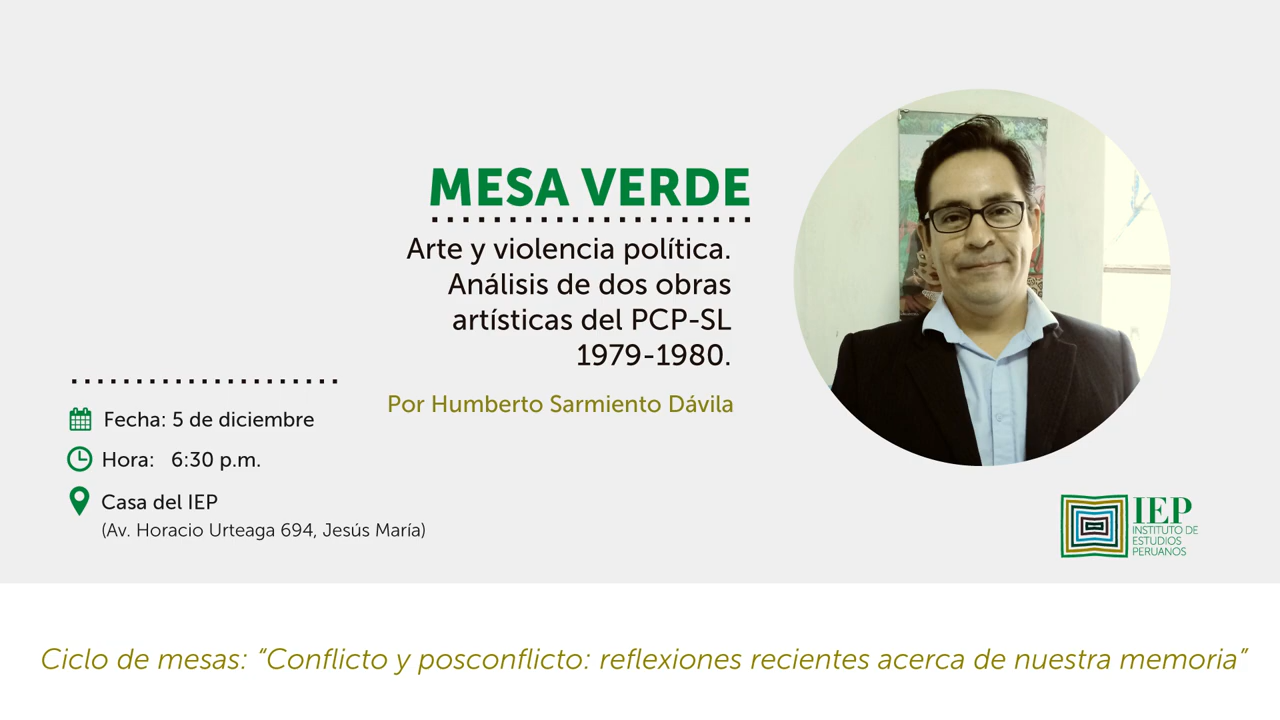 MESA VERDE
Arte y violencia política.
Análisis de dos obras
artísticas del PCP-SL
1979-1980.
Por Humberto Sarmiento Dávila
Fecha: 5 de diciembre
Hora: 6:30 p.m.
Casa del IEP
(Av. Horacio Urteaga 694, Jesús María)
IEP
INSTITUTO DE
ESTUDIOS
PERUANOS
Ciclo de mesas: “Conflicto y posconflicto: reflexiones recientes acerca de nuestra memoria”